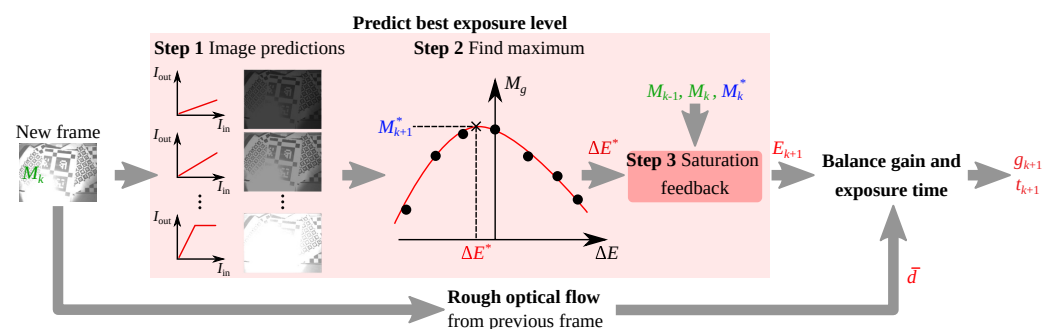 Predict best exposure level
Step 1 Image predictions
Step 2 Find maximum
I_out
I_in
I_out
I_in
⋮
⋮
I_out
I_in
New frame
M_k
M_g
M*_{k+1}
ΔE*
ΔE
M_{k-1}, M_k, M*_k
ΔE*
Step 3 Saturation
feedback
E_{k+1}
Balance gain and
exposure time
g_{k+1}
t_{k+1}
d̄
Rough optical flow
from previous frame